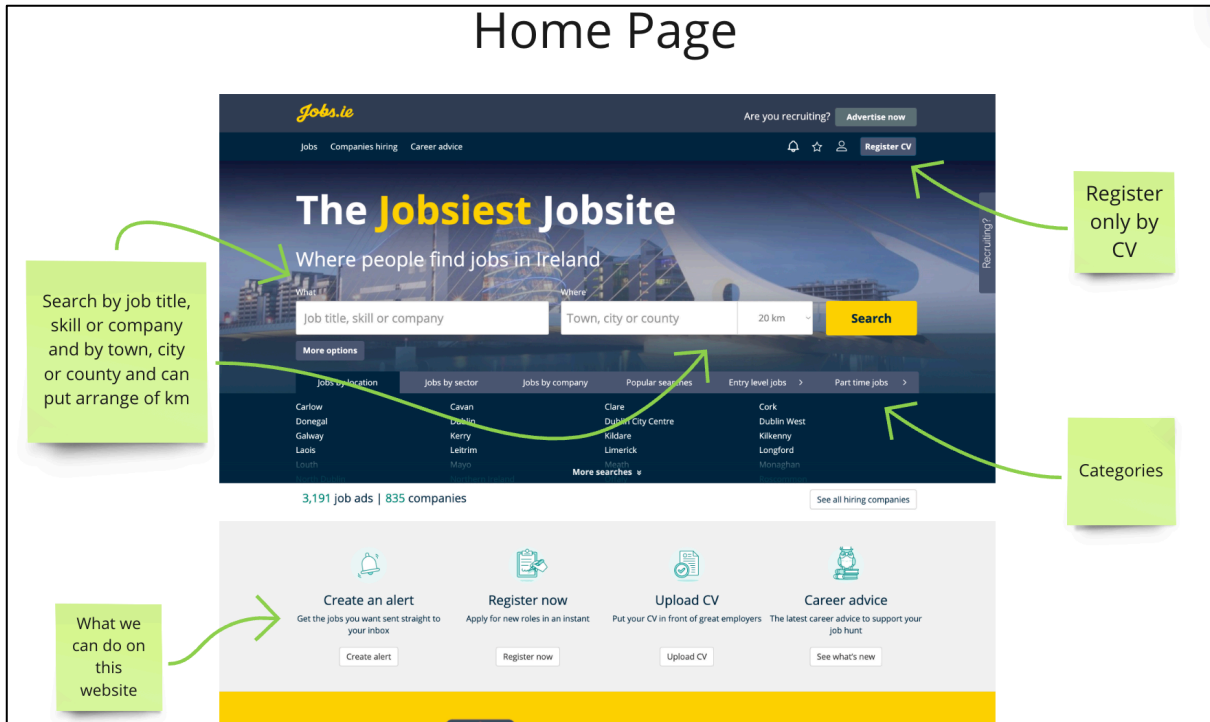 Home Page
Jobs.ie
Are you recruiting? Advertise now
Jobs Companies hiring Career advice
Register CV
The Jobsiest Jobsite
Where people find jobs in Ireland
What Where
Job title, skill or company Town, city or county 20 km Search
More options
Jobs by location Jobs by sector Jobs by company Popular searches Entry level jobs > Part time jobs >
Carlow Cavan Clare Cork
Donegal Dublin Dublin City Centre Dublin West
Galway Kerry Kildare Kilkenny
Laois Leitrim Limerick Longford
Louth Mayo Meath Monaghan
More searches
3,191 job ads | 835 companies See all hiring companies
Recruiting?
Create an alert Register now Upload CV Career advice
Get the jobs you want sent straight to Apply for new roles in an instant Put your CV in front of great employers The latest career advice to support your
your inbox job hunt
Create alert Register now Upload CV See what's new
Search by job title,
skill or company
and by town, city
or county and can
put arrange of km
Register
only by
CV
Categories
What we
can do on
this
website